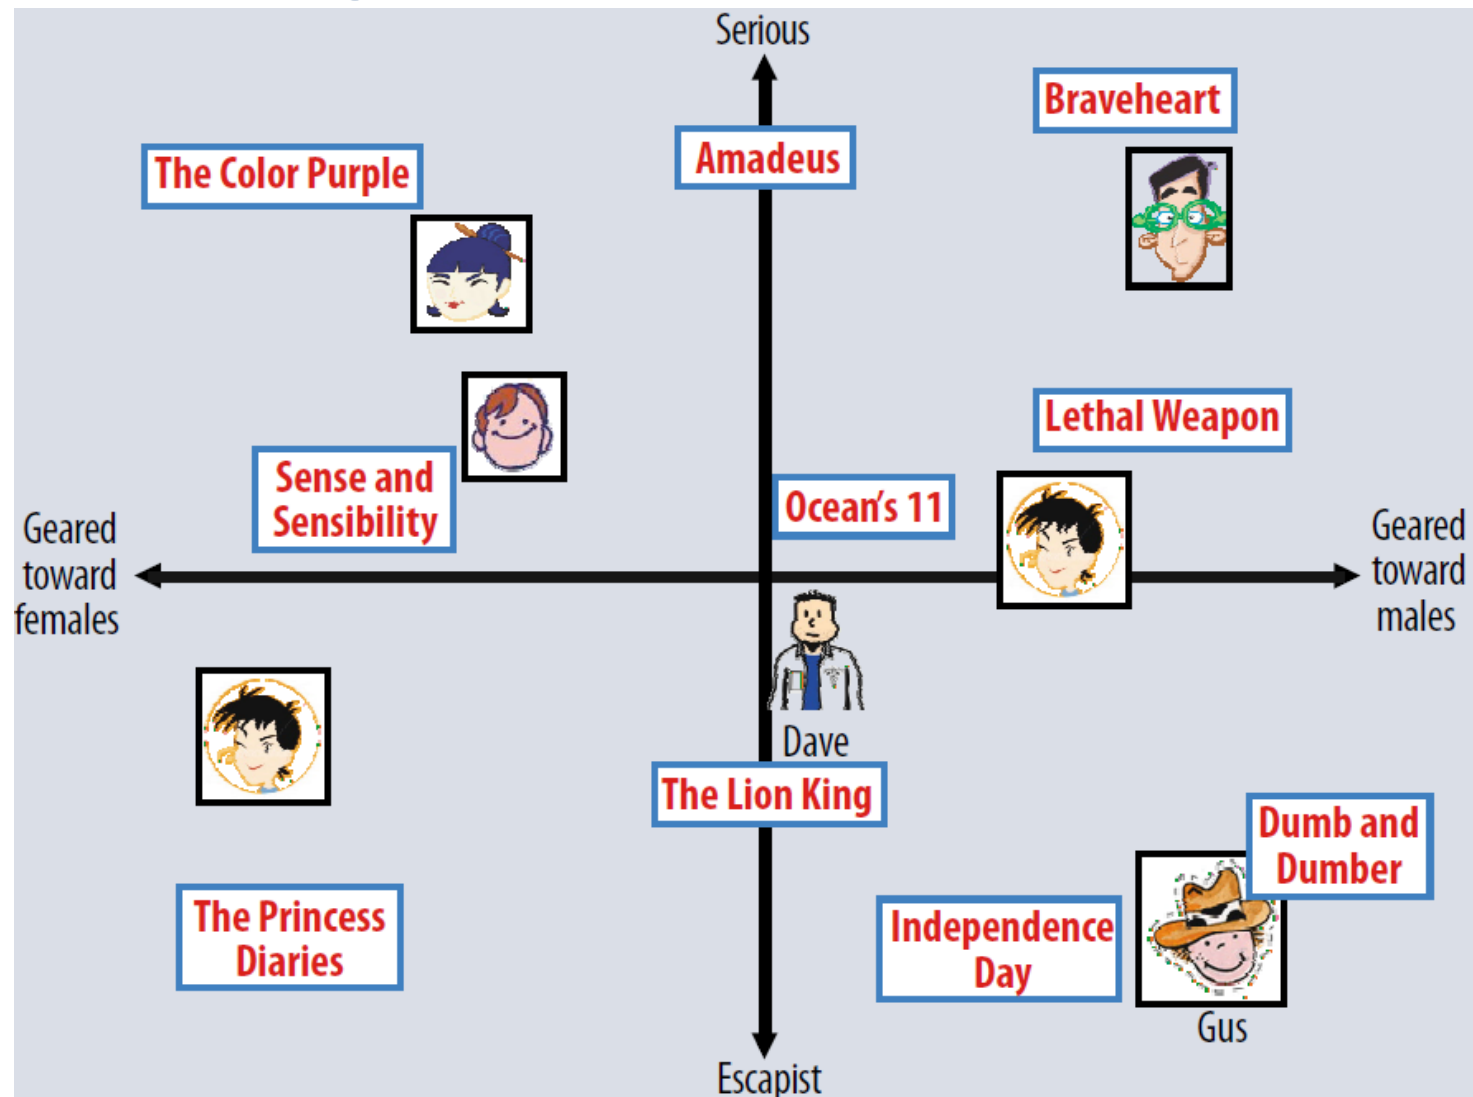 Serious
Braveheart
Amadeus
The Color Purple
Lethal Weapon
Sense and
Sensibility
Ocean's 11
Geared
toward
females
Geared
toward
males
Dave
The Lion King
Dumb and
Dumber
The Princess
Diaries
Independence
Day
Gus
Escapist